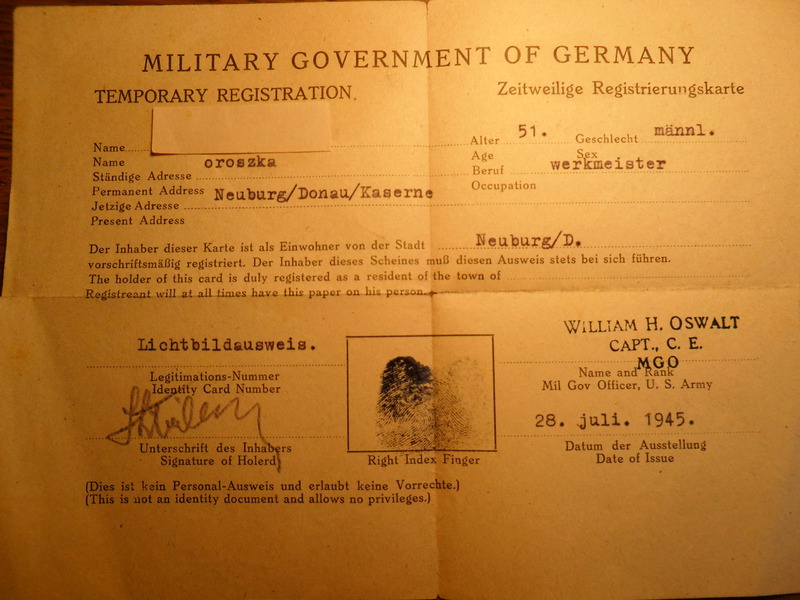 MILITARY GOVERNMENT OF GERMANY
TEMPORARY REGISTRATION.
Zeitweilige Registrierungskarte
Name
Name oroszka
Ständige Adresse
Permanent Address Neuburg/Donau/Kaserne
Jetzige Adresse
Present Address
Alter 51. Geschlecht männl.
Age Sex
Beruf werkmeister
Occupation
Der Inhaber dieser Karte ist als Einwohner von der Stadt Neuburg/D.
vorschriftsmäßig registriert. Der Inhaber dieses Scheines muß diesen Ausweis stets bei sich führen.
The holder of this card is duly registered as a resident of the town of
Registreant will at all times have this paper on his person.
Lichtbildausweis.
Legitimations-Nummer
Identity Card Number
Unterschrift des Inhabers
Signature of Holerd
Right Index Finger
WILLIAM H. OSWALT
CAPT., C. E.
MGO
Name and Rank
Mil Gov Officer, U. S. Army
28. juli. 1945.
Datum der Ausstellung
Date of Issue
(Dies ist kein Personal-Ausweis und erlaubt keine Vorrechte.)
(This is not an identity document and allows no privileges.)